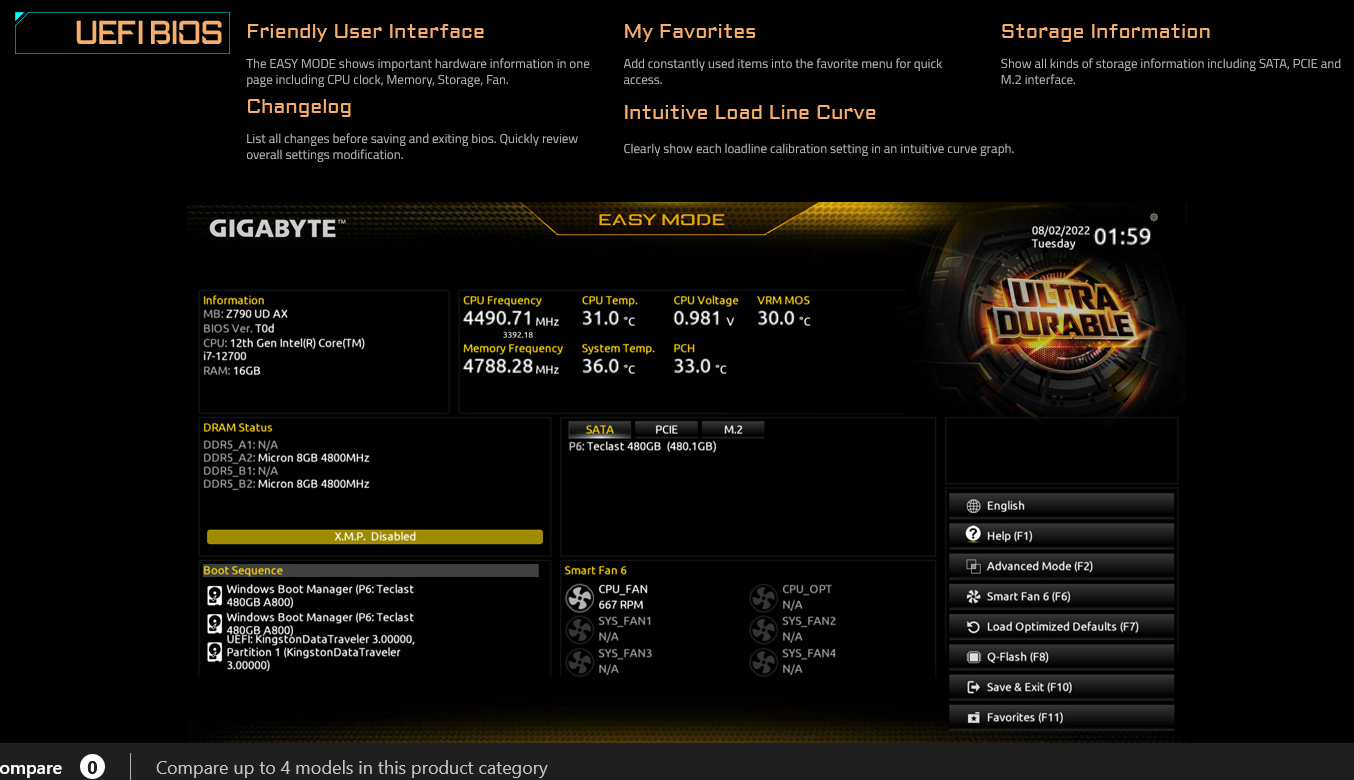 UEFI BIOS
Friendly User Interface
The EASY MODE shows important hardware information in one
page including CPU clock, Memory, Storage, Fan.
My Favorites
Add constantly used items into the favorite menu for quick
access.
Storage Information
Show all kinds of storage information including SATA, PCIE and
M.2 interface.
Changelog
List all changes before saving and exiting bios. Quickly review
overall settings modification.
Intuitive Load Line Curve
Clearly show each loadline calibration setting in an intuitive curve graph.
GIGABYTE™
EASY MODE
08/02/2022
Tuesday
01:59
ULTRA
DURABLE
Information
MB: Z790 UD AX
BIOS Ver. T0d
CPU: 12th Gen Intel(R) Core(TM)
i7-12700
RAM: 16GB
CPU Frequency
4490.71 MHz
3392.18
CPU Temp.
31.0 °C
CPU Voltage
0.981 V
VRM MOS
30.0 °C
Memory Frequency
4788.28 MHz
System Temp.
36.0 °C
PCH
33.0 °C
DRAM Status
DDR5_A1: N/A
DDR5_A2: Micron 8GB 4800MHz
DDR5_B1: N/A
DDR5_B2: Micron 8GB 4800MHz
X.M.P. Disabled
SATA PCIE M.2
P6: Teclast 480GB (480.1GB)
Boot Sequence
Windows Boot Manager (P6: Teclast
480GB A800)
Windows Boot Manager (P6: Teclast
480GB A800)
UEFI: KingstonDataTraveler 3.00000,
Partition 1 (KingstonDataTraveler
3.00000)
Smart Fan 6
CPU_FAN
667 RPM
CPU_OPT
N/A
SYS_FAN1
N/A
SYS_FAN2
N/A
SYS_FAN3
N/A
SYS_FAN4
N/A
English
Help (F1)
Advanced Mode (F2)
Smart Fan 6 (F6)
Load Optimized Defaults (F7)
Q-Flash (F8)
Save & Exit (F10)
Favorites (F11)
ompare 0 Compare up to 4 models in this product category